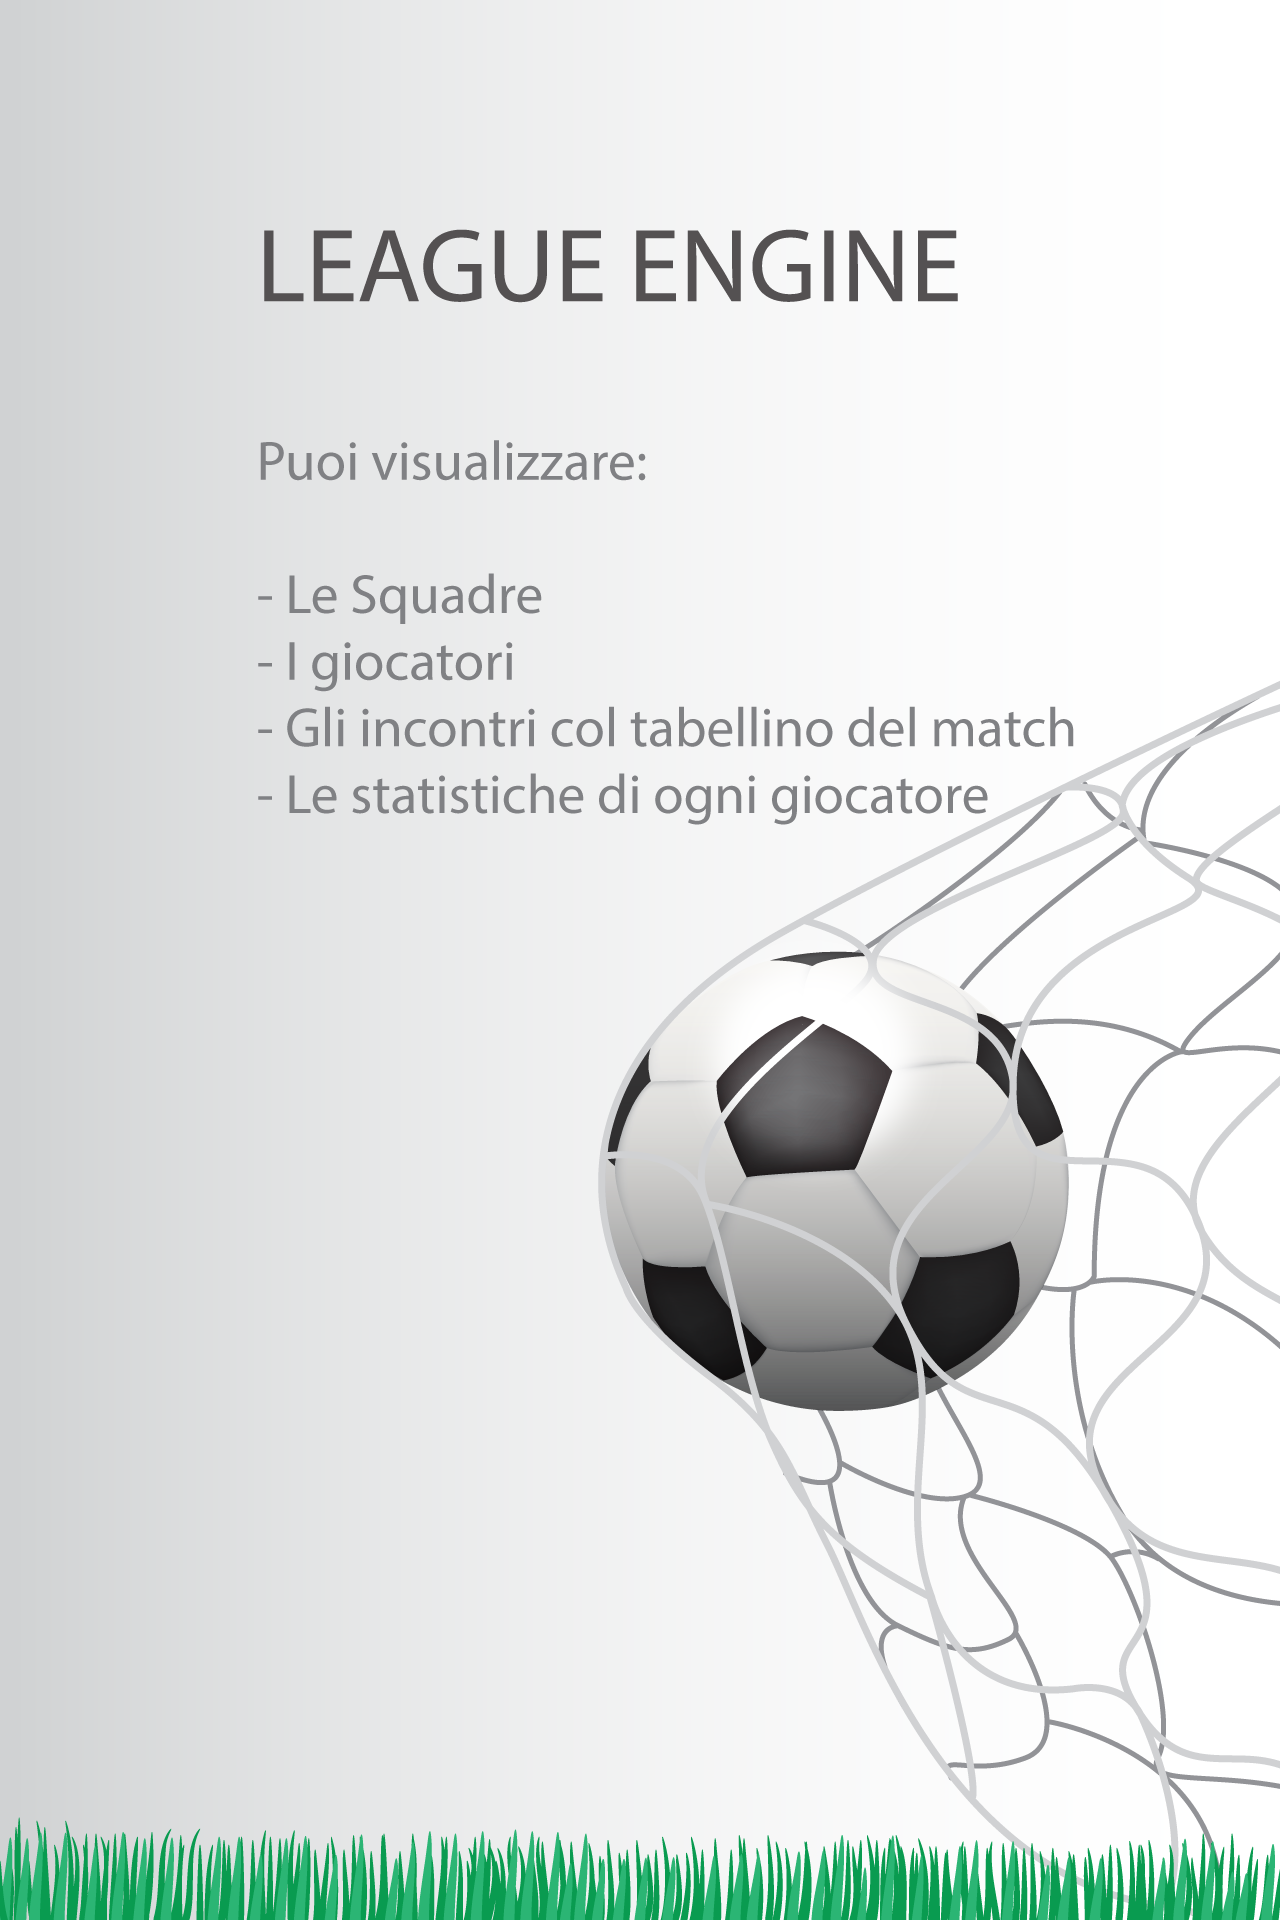 LEAGUE ENGINE
Puoi visualizzare:
- Le Squadre
- I giocatori
- Gli incontri col tabellino del match
- Le statistiche di ogni giocatore